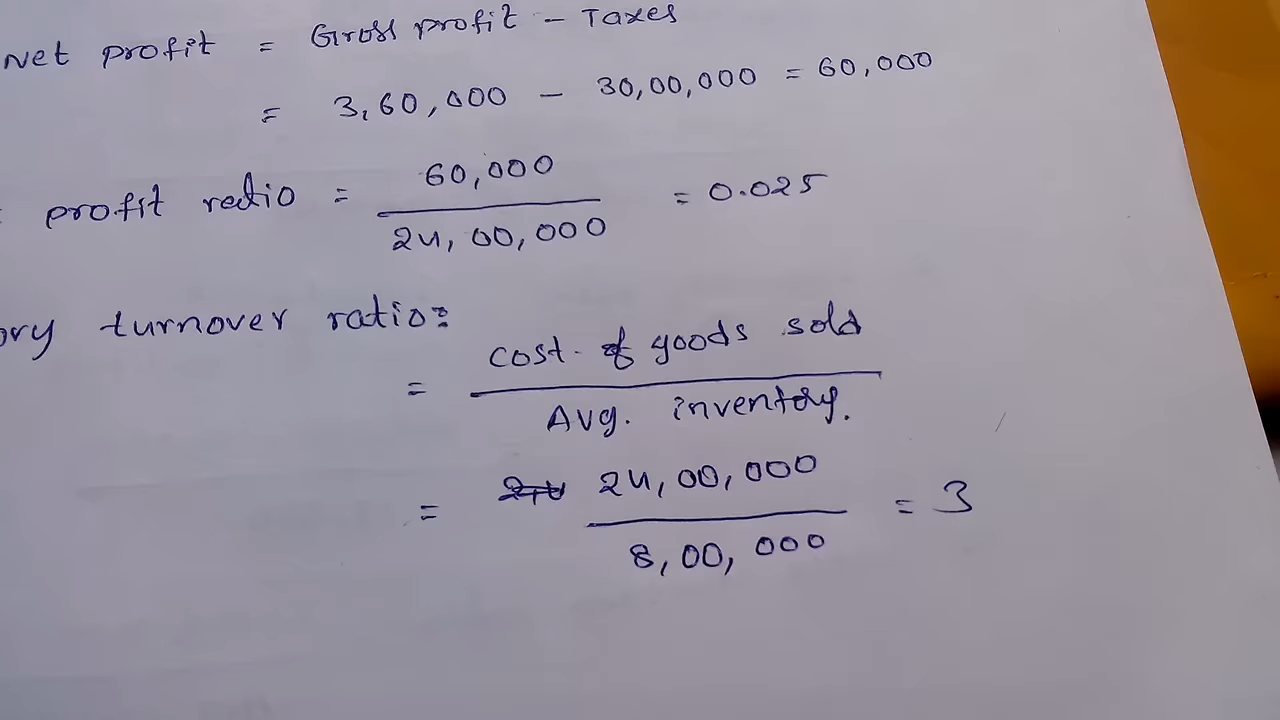 Net profit = Gross profit - Taxes
= 3,60,000 - 30,00,000 = 60,000
profit ratio = 60,000 / 24,00,000 = 0.025
ory turnover ratio:
= cost of goods sold / Avg. inventory.
= 24,00,000 / 8,00,000 = 3